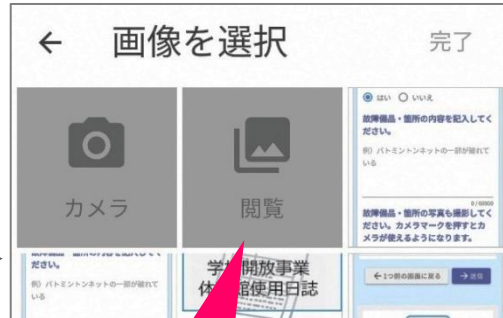 ← 画像を選択 完了
カメラ
閲覧
はい いいえ
故障備品・箇所の内容を記入してください。
例）バトミントンネットの一部が破れている
0 / 60000
故障備品・箇所の写真も撮影してください。カメラマークを押すとカメラが使えるようになります。
ださい。
例）バトミントンネットの一部が破れて
いる
開放事業
館使用日誌
←1つ前の画面に戻る
→送信